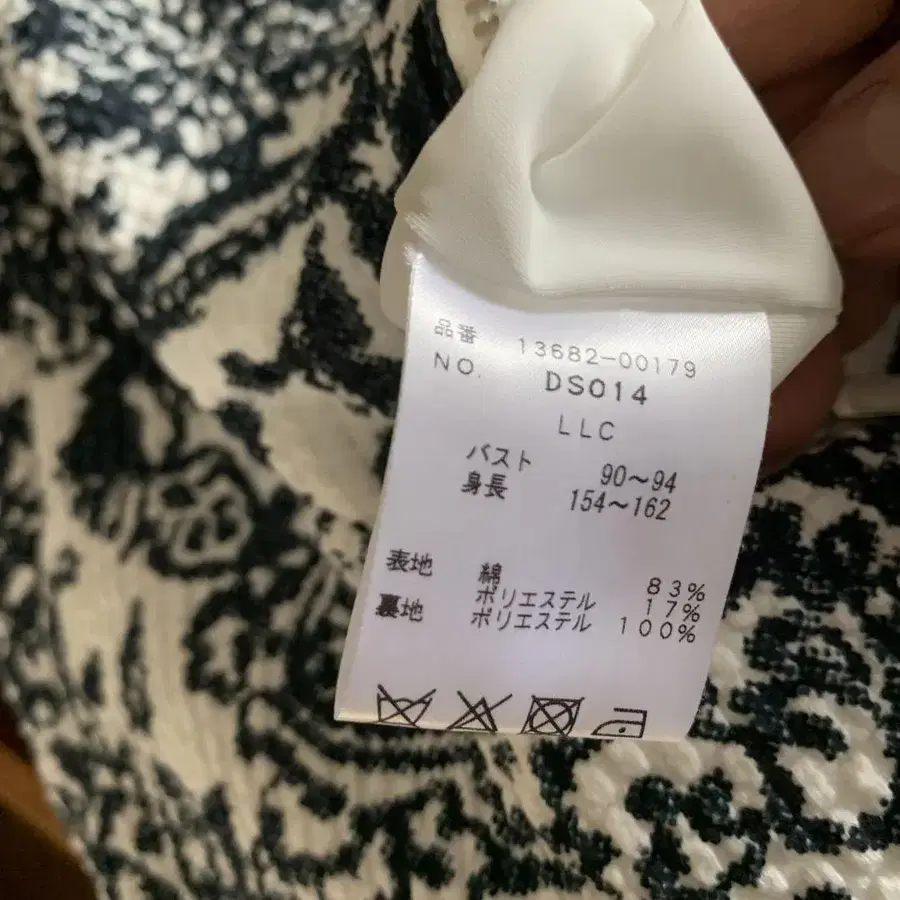 品番 13682-00179
NO. DS014
LLC
バスト 90~94
身長 154~162
表地 綿 83%
ポリエステル 17%
裏地 ポリエステル 100%